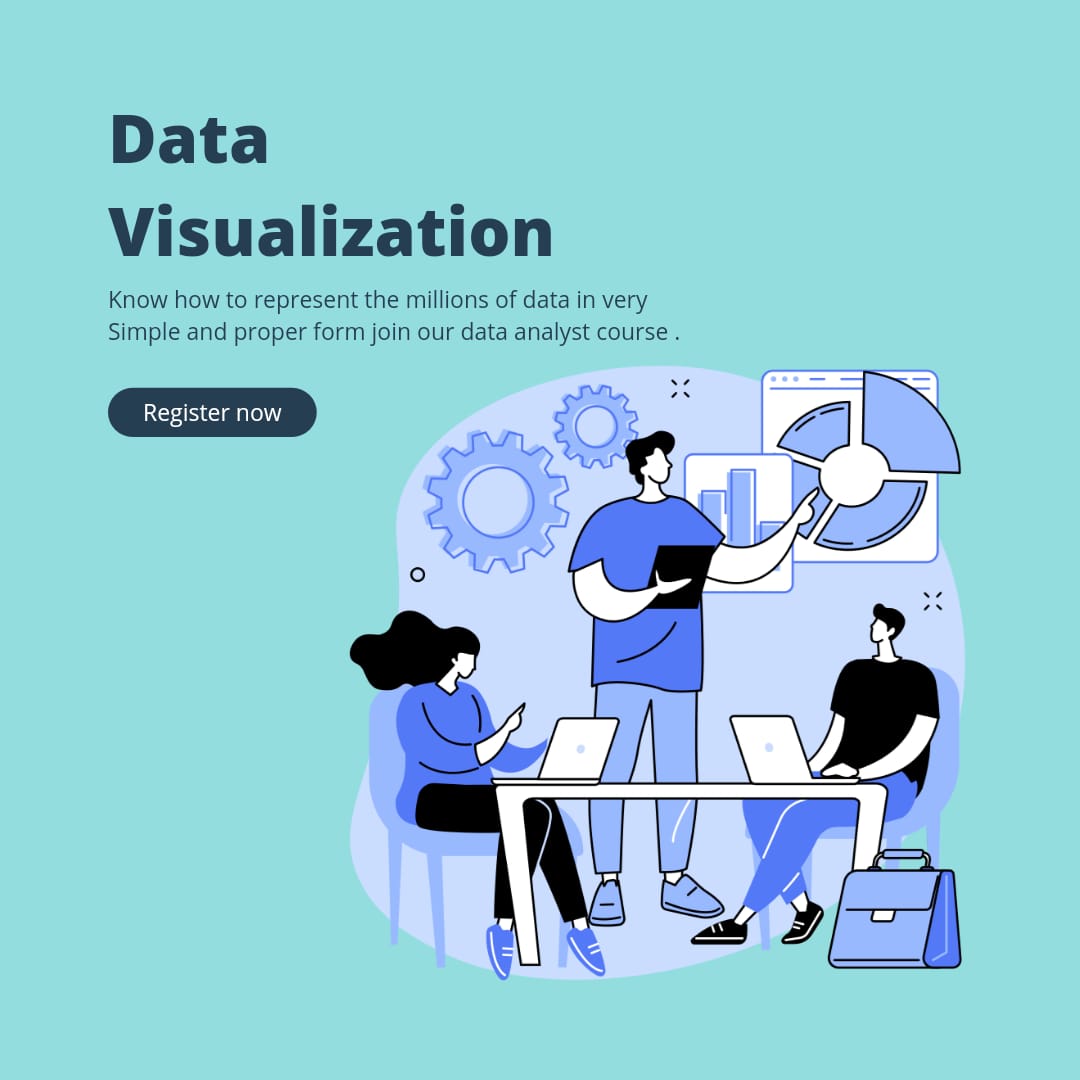 Data
Visualization
Know how to represent the millions of data in very
Simple and proper form join our data analyst course .
Register now